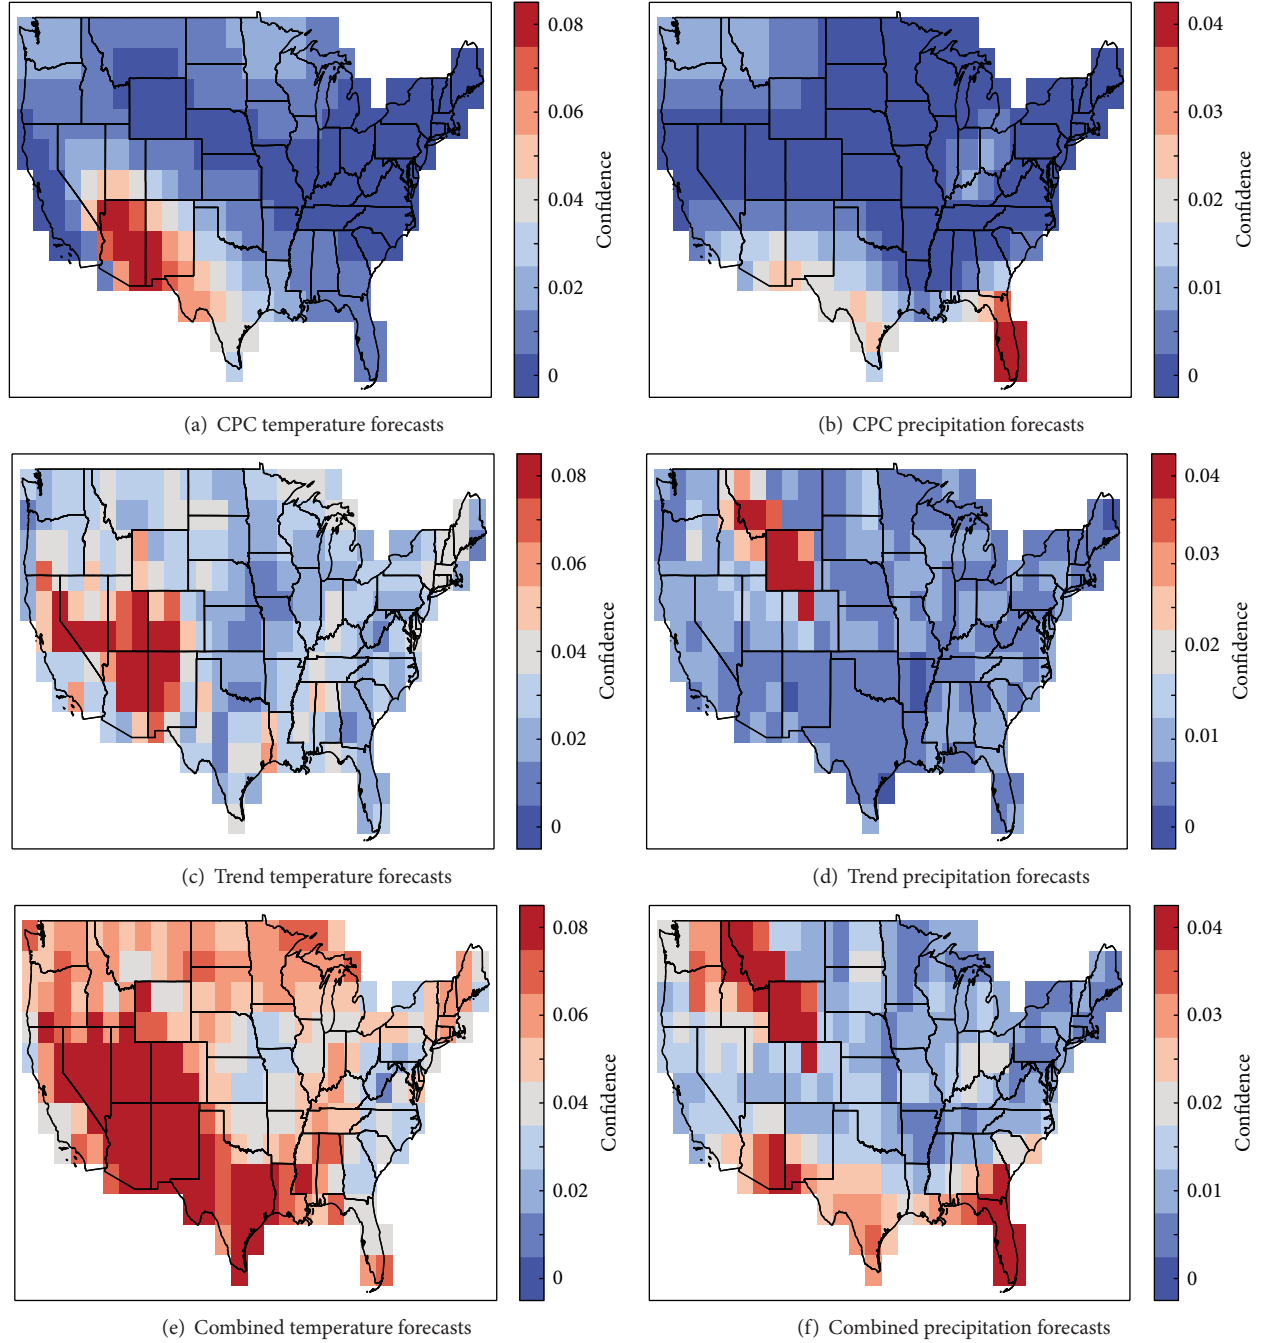 0.08
0.06
0.04
0.02
0
Confidence
0.04
0.03
0.02
0.01
0
Confidence
(a) CPC temperature forecasts
(b) CPC precipitation forecasts
0.08
0.06
0.04
0.02
0
Confidence
0.04
0.03
0.02
0.01
0
Confidence
(c) Trend temperature forecasts
(d) Trend precipitation forecasts
0.08
0.06
0.04
0.02
0
Confidence
0.04
0.03
0.02
0.01
0
Confidence
(e) Combined temperature forecasts
(f) Combined precipitation forecasts